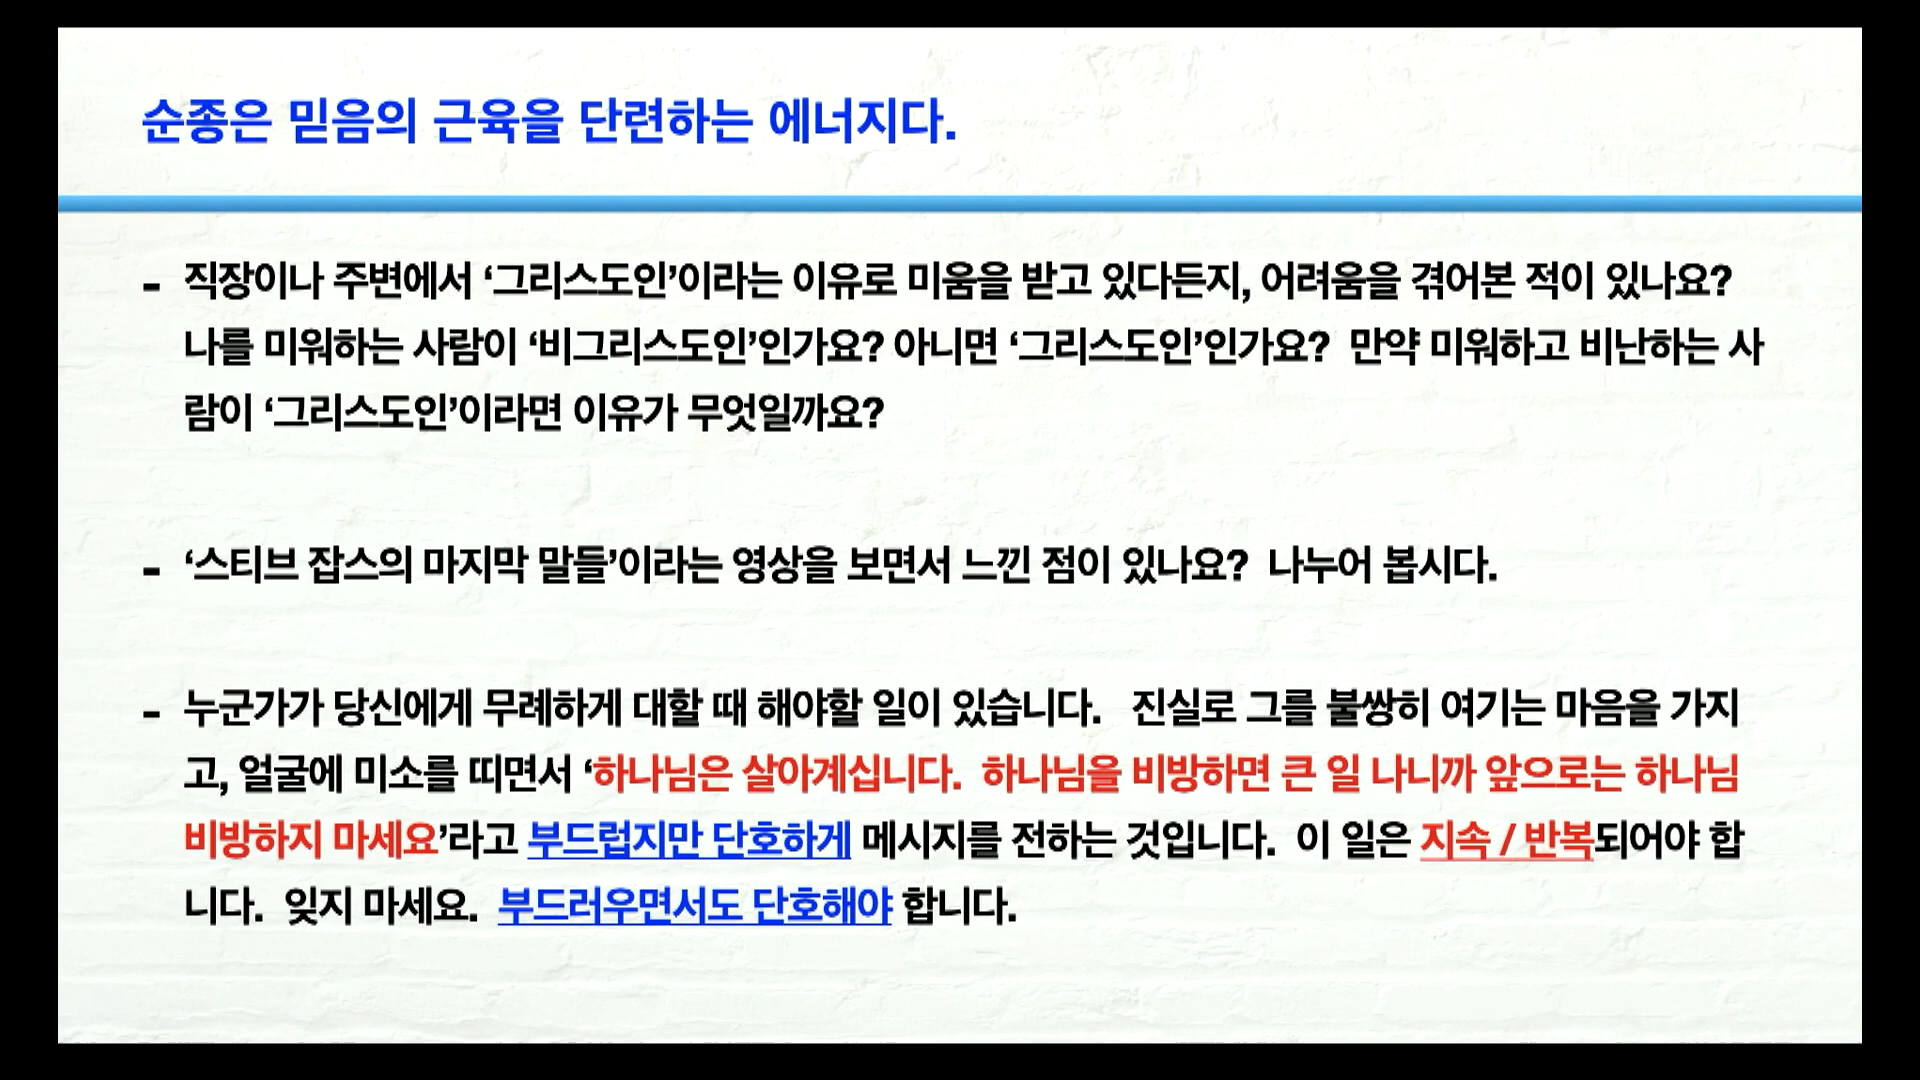 순종은 믿음의 근육을 단련하는 에너지다.
- 직장이나 주변에서 ‘그리스도인’이라는 이유로 미움을 받고 있다든지, 어려움을 겪어본 적이 있나요?
나를 미워하는 사람이 ‘비그리스도인’인가요? 아니면 ‘그리스도인’인가요?  만약 미워하고 비난하는 사
람이 ‘그리스도인’이라면 이유가 무엇일까요?
- ‘스티브 잡스의 마지막 말들’이라는 영상을 보면서 느낀 점이 있나요?  나누어 봅시다.
- 누군가가 당신에게 무례하게 대할 때 해야할 일이 있습니다.  진실로 그를 불쌍히 여기는 마음을 가지
고, 얼굴에 미소를 띠면서 ‘하나님은 살아계십니다.  하나님을 비방하면 큰 일 나니까 앞으로는 하나님
비방하지 마세요’라고 부드럽지만 단호하게 메시지를 전하는 것입니다.  이 일은 지속 / 반복되어야 합
니다.  잊지 마세요.  부드러우면서도 단호해야 합니다.